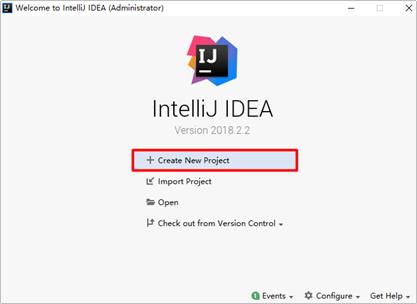 Welcome to IntelliJ IDEA (Administrator)
IJ
IntelliJ IDEA
Version 2018.2.2
Create New Project
Import Project
Open
Check out from Version Control
1 Events Configure Get Help